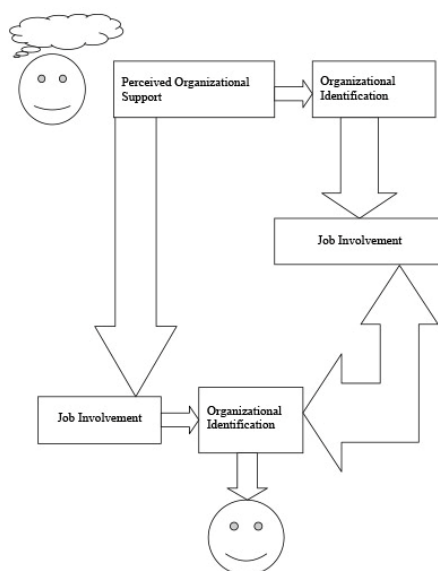 Perceived Organizational
Support
Organizational
Identification
Job Involvement
Job Involvement
Organizational
Identification